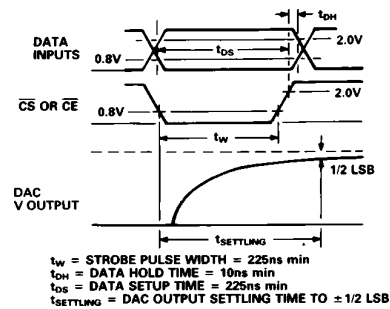 DATA
INPUTS
0.8V
tDS
tDH
2.0V
CS OR CE
0.8V
2.0V
tW
DAC
V OUTPUT
1/2 LSB
tSETTLING
tW = STROBE PULSE WIDTH = 225ns min
tDH = DATA HOLD TIME = 10ns min
tDS = DATA SETUP TIME = 225ns min
tSETTLING = DAC OUTPUT SETTLING TIME TO ±1/2 LSB